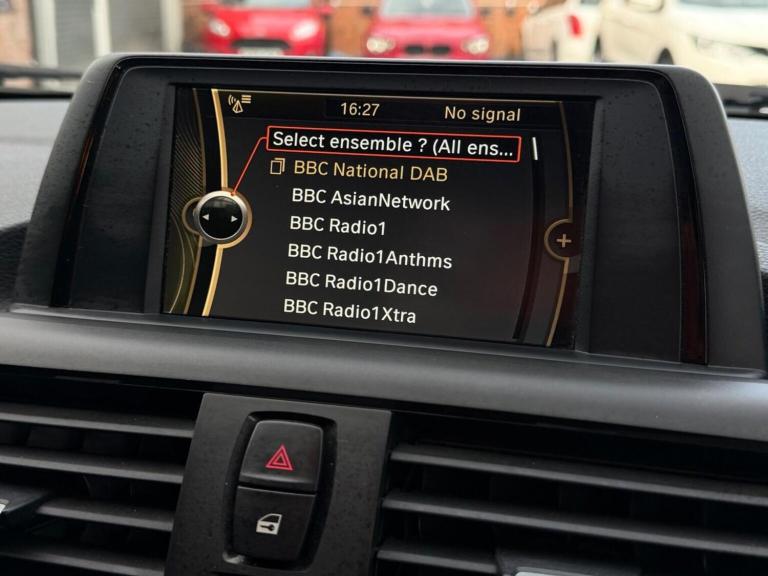 16:27 No signal
Select ensemble ? (All ens...
BBC National DAB
BBC AsianNetwork
BBC Radio1
BBC Radio1Anthms
BBC Radio1Dance
BBC Radio1Xtra